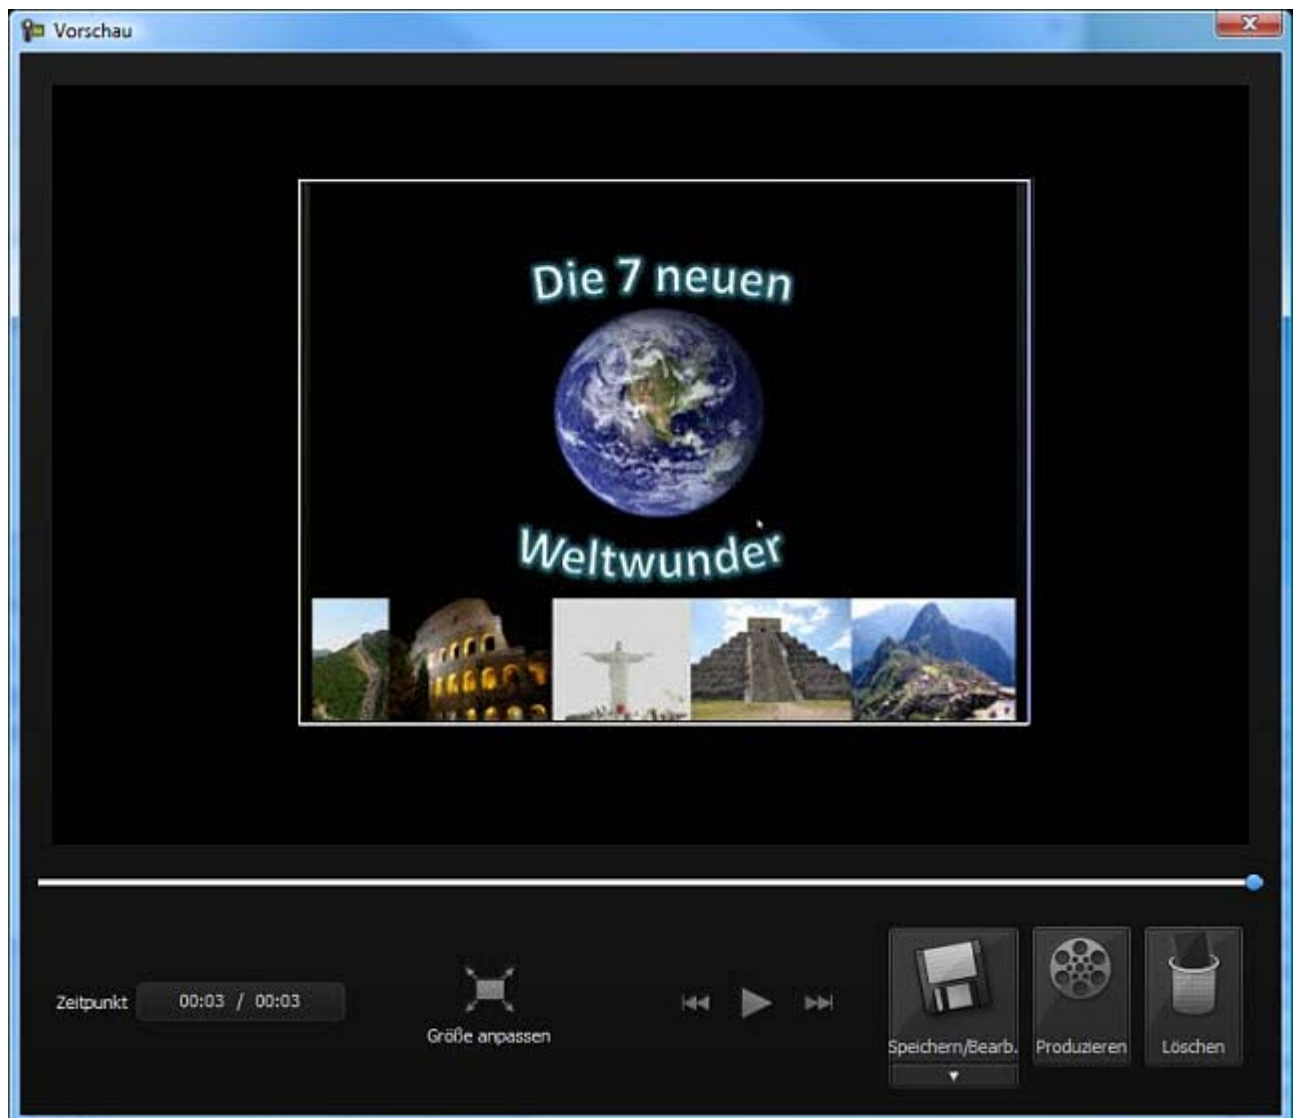 Vorschau
Die 7 neuen
Weltwunder
Zeitpunkt 00:03 / 00:03
Größe anpassen
Speichern/Bearb. Produzieren Löschen